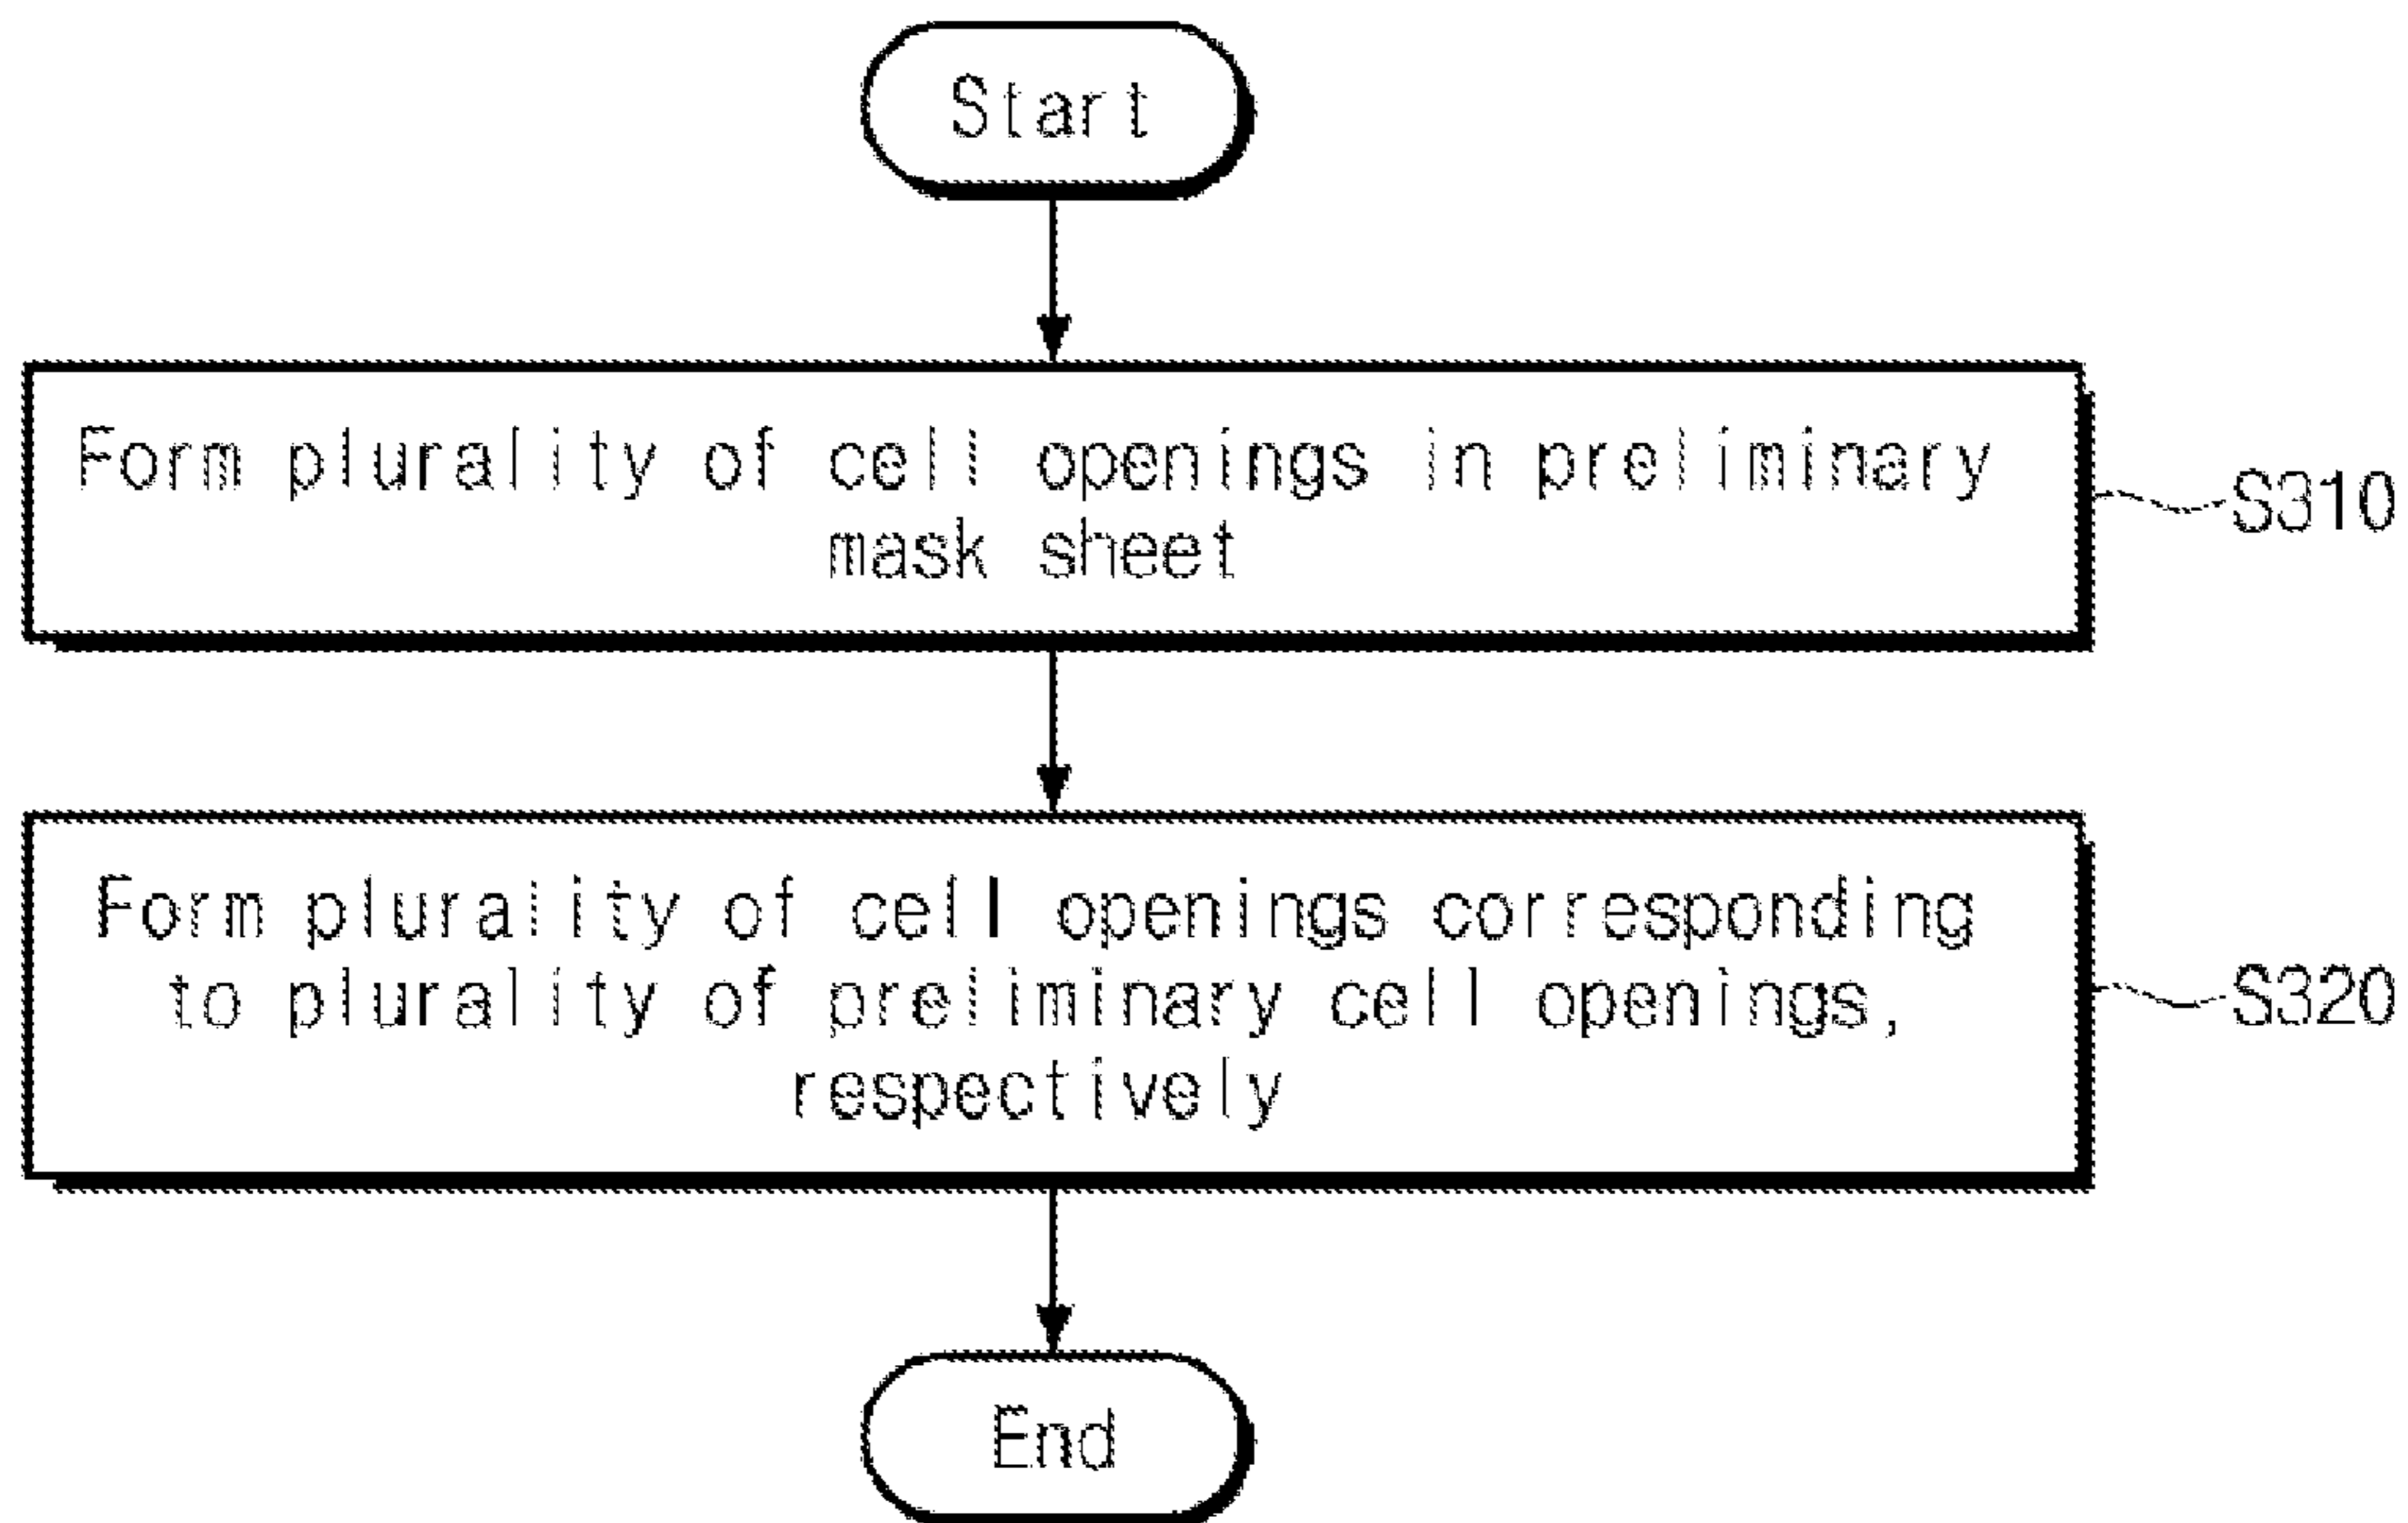 Start
Form plurality of cell openings in preliminary
mask sheet
S310
Form plurality of cell openings corresponding
to plurality of preliminary cell openings,
respectively
S320
End